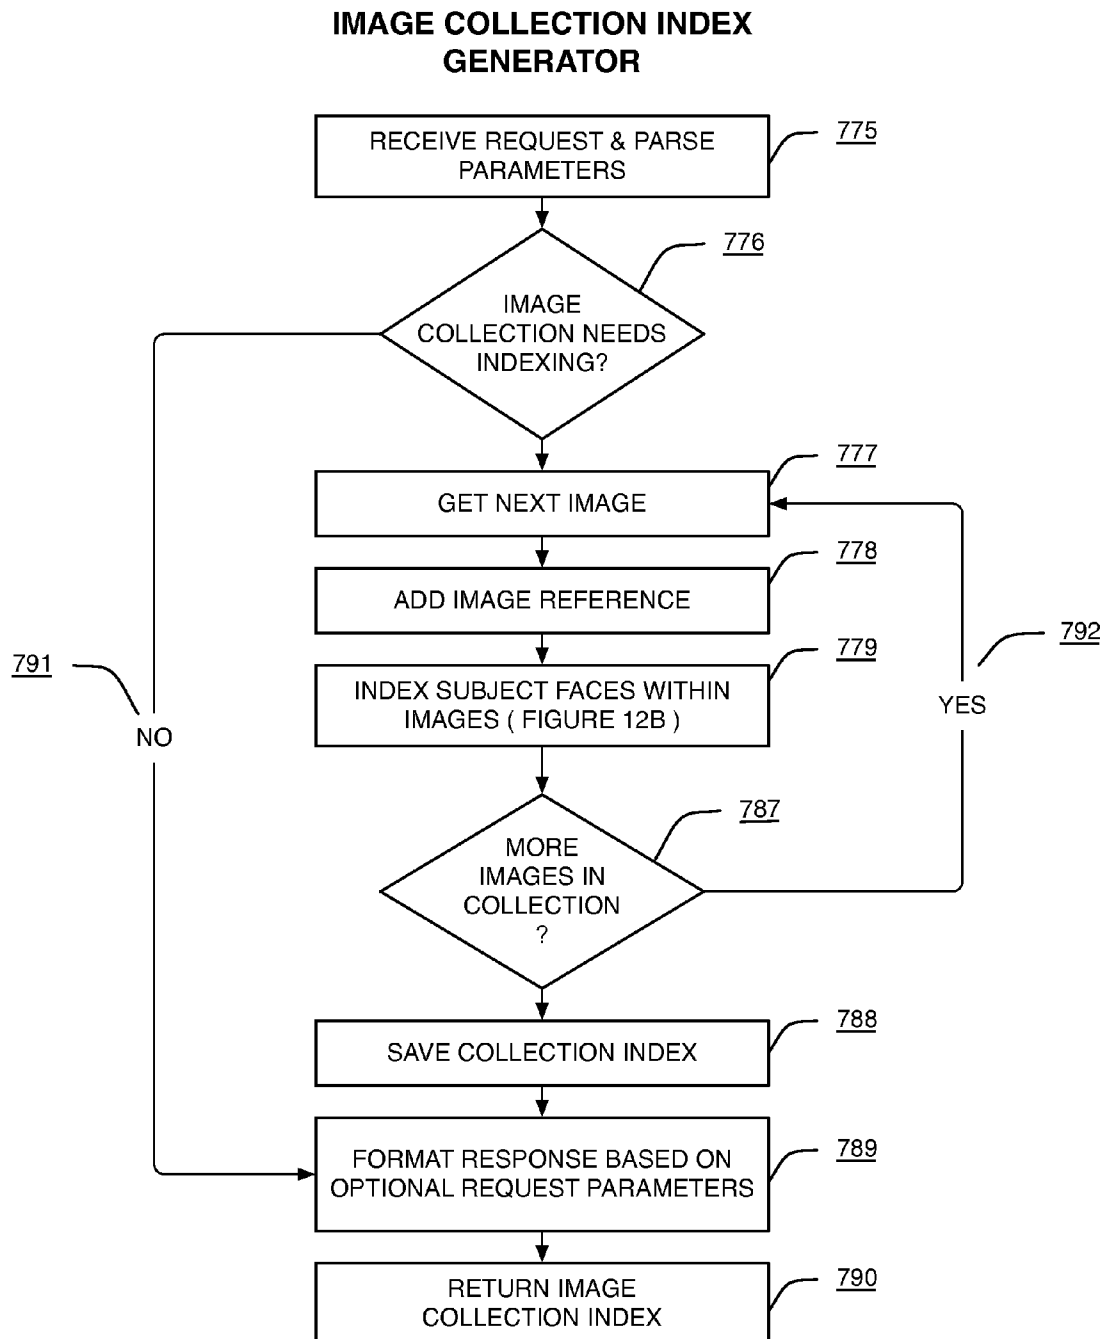 IMAGE COLLECTION INDEX
GENERATOR
RECEIVE REQUEST & PARSE
PARAMETERS
775
776
IMAGE
COLLECTION NEEDS
INDEXING?
777
GET NEXT IMAGE
778
ADD IMAGE REFERENCE
792
779
791
INDEX SUBJECT FACES WITHIN
IMAGES ( FIGURE 12B )
YES
NO
787
MORE
IMAGES IN
COLLECTION
?
788
SAVE COLLECTION INDEX
789
FORMAT RESPONSE BASED ON
OPTIONAL REQUEST PARAMETERS
790
RETURN IMAGE
COLLECTION INDEX